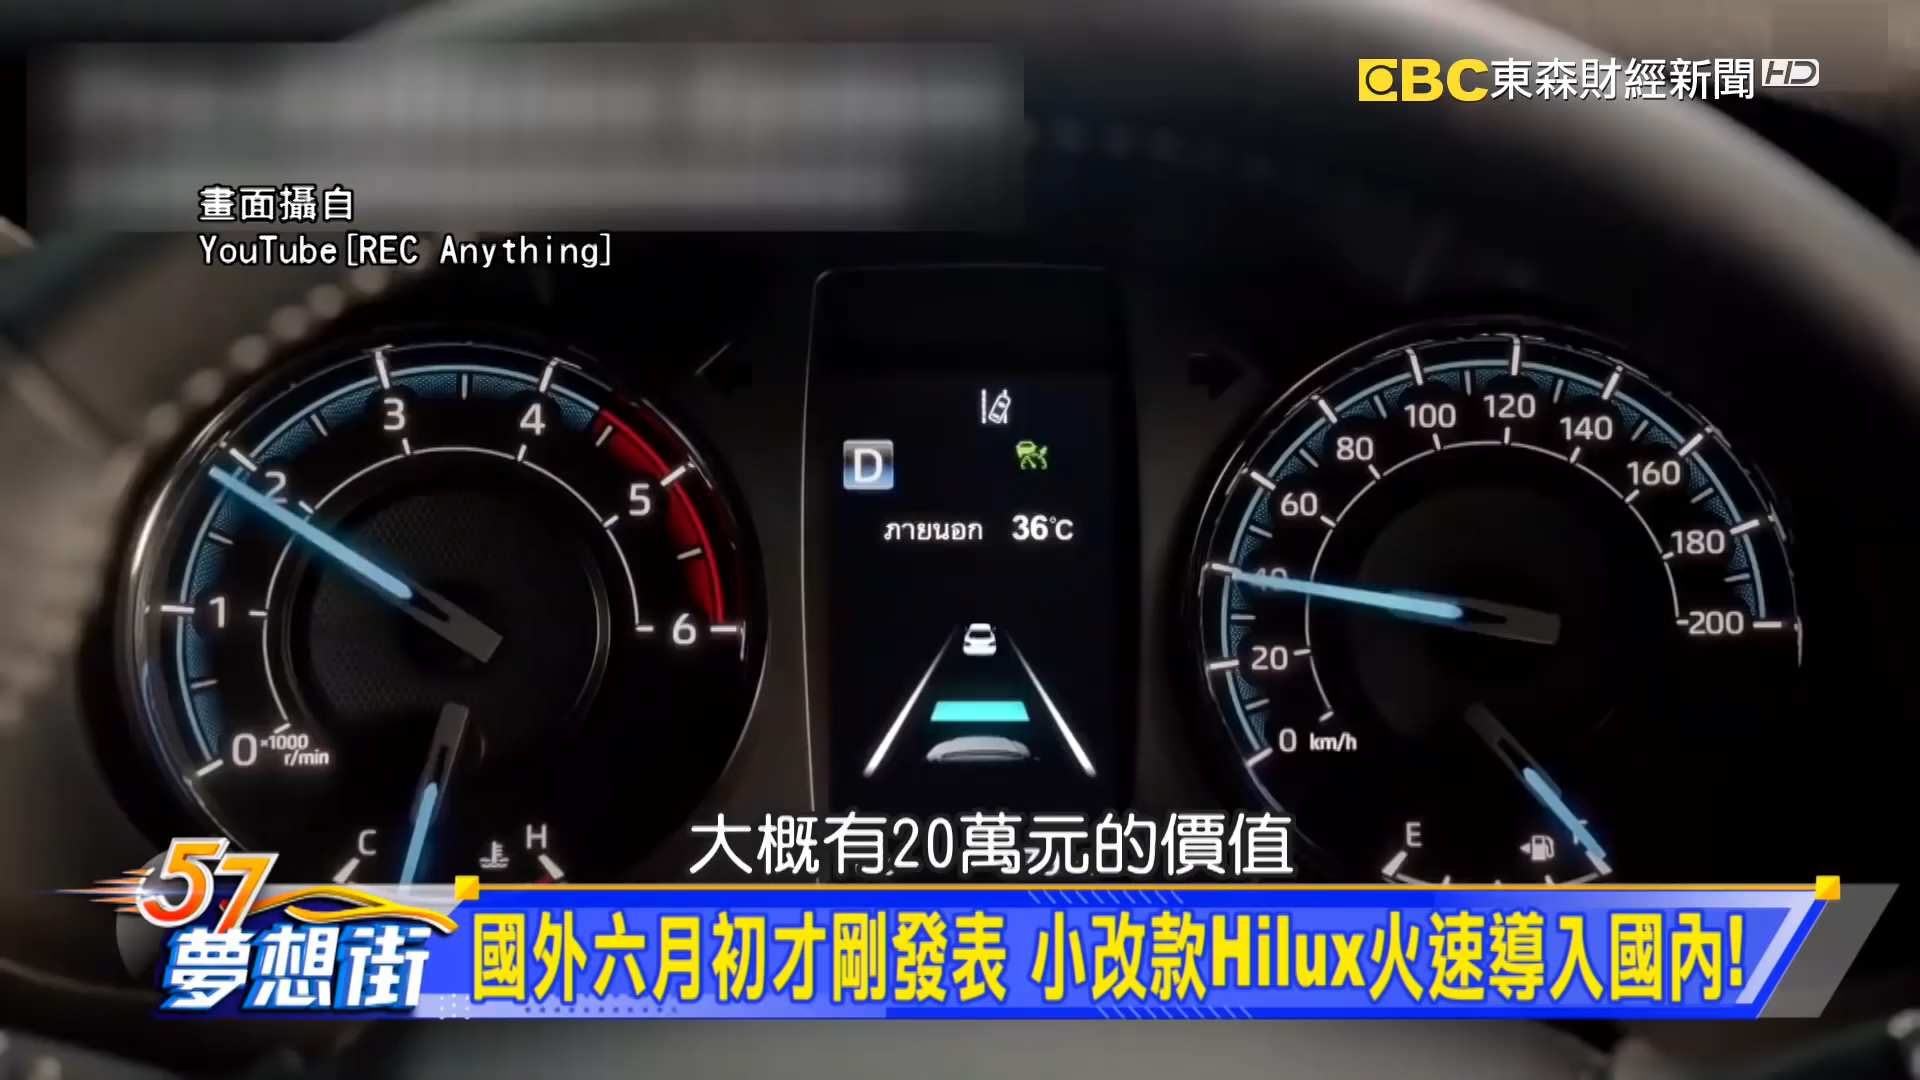 EBC東森財經新聞HD
畫面攝自
YouTube[REC Anything]
0 1 2 3 4 5 6
×1000
r/min
C H
D
ภายนอก 36°C
0 20 40 60 80 100 120 140 160 180 200
km/h
E
大概有20萬元的價值
57夢想街
國外六月初才剛發表 小改款Hilux火速導入國內!